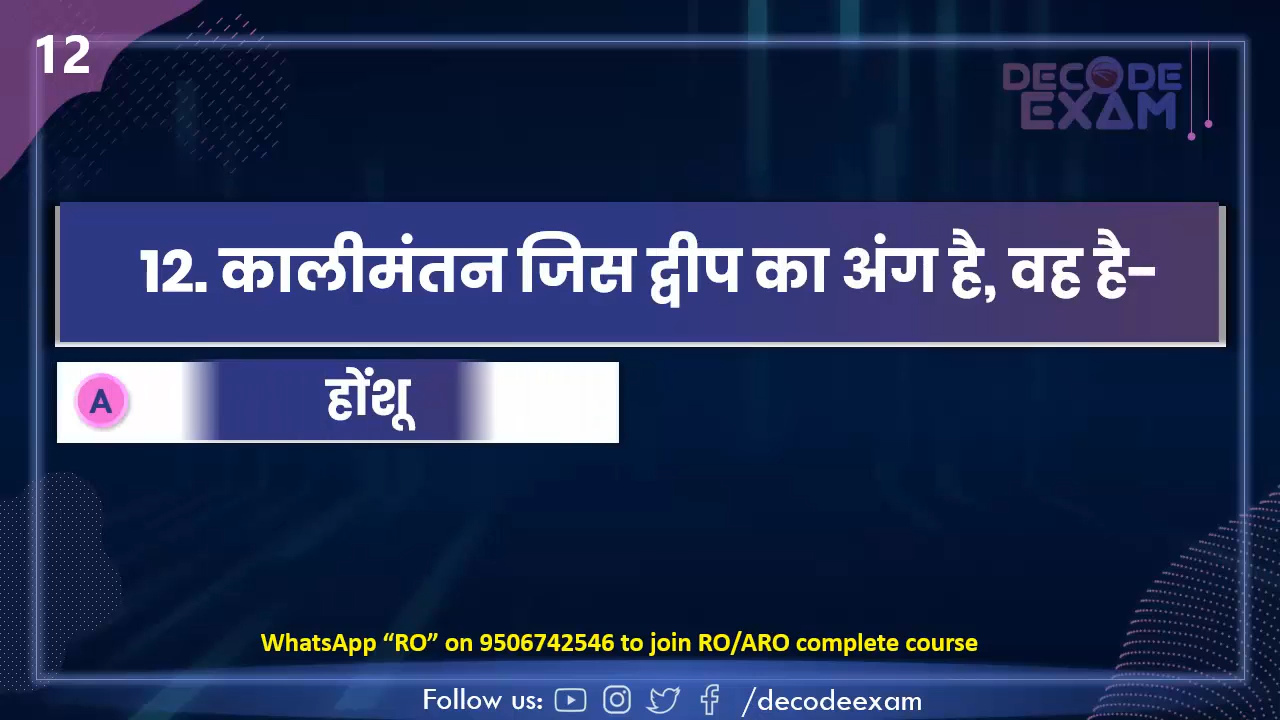 12
DECODE
EXAM
12. कालीमंतन जिस द्वीप का अंग है, वह है-
A
होंशू
WhatsApp “RO” on 9506742546 to join RO/ARO complete course
Follow us: /decodeexam